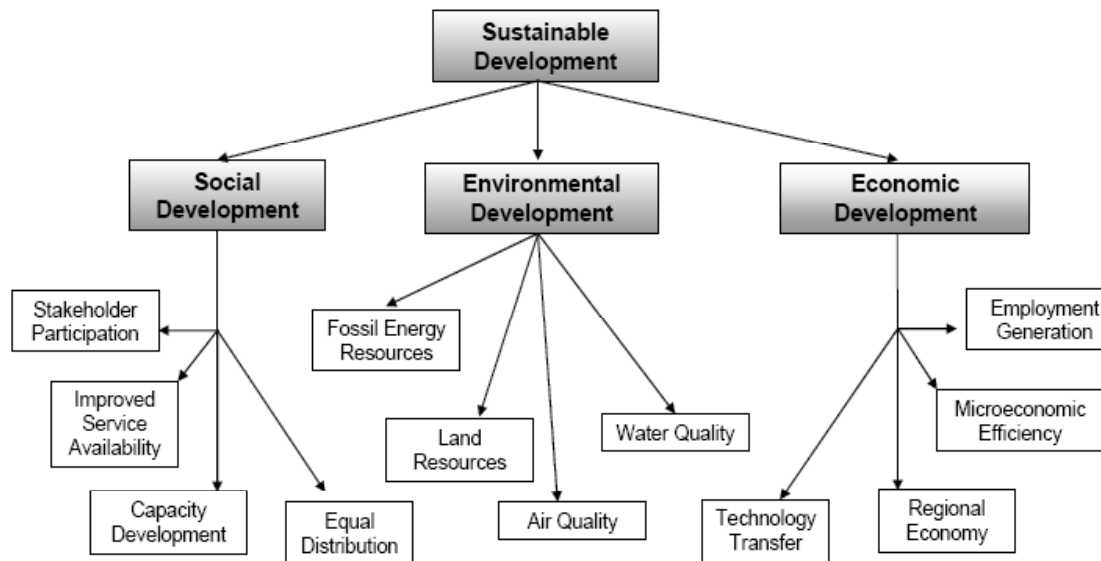 Sustainable
Development
Social
Development
Environmental
Development
Economic
Development
Stakeholder
Participation
Improved
Service
Availability
Capacity
Development
Equal
Distribution
Fossil Energy
Resources
Land
Resources
Air Quality
Water Quality
Employment
Generation
Microeconomic
Efficiency
Regional
Economy
Technology
Transfer